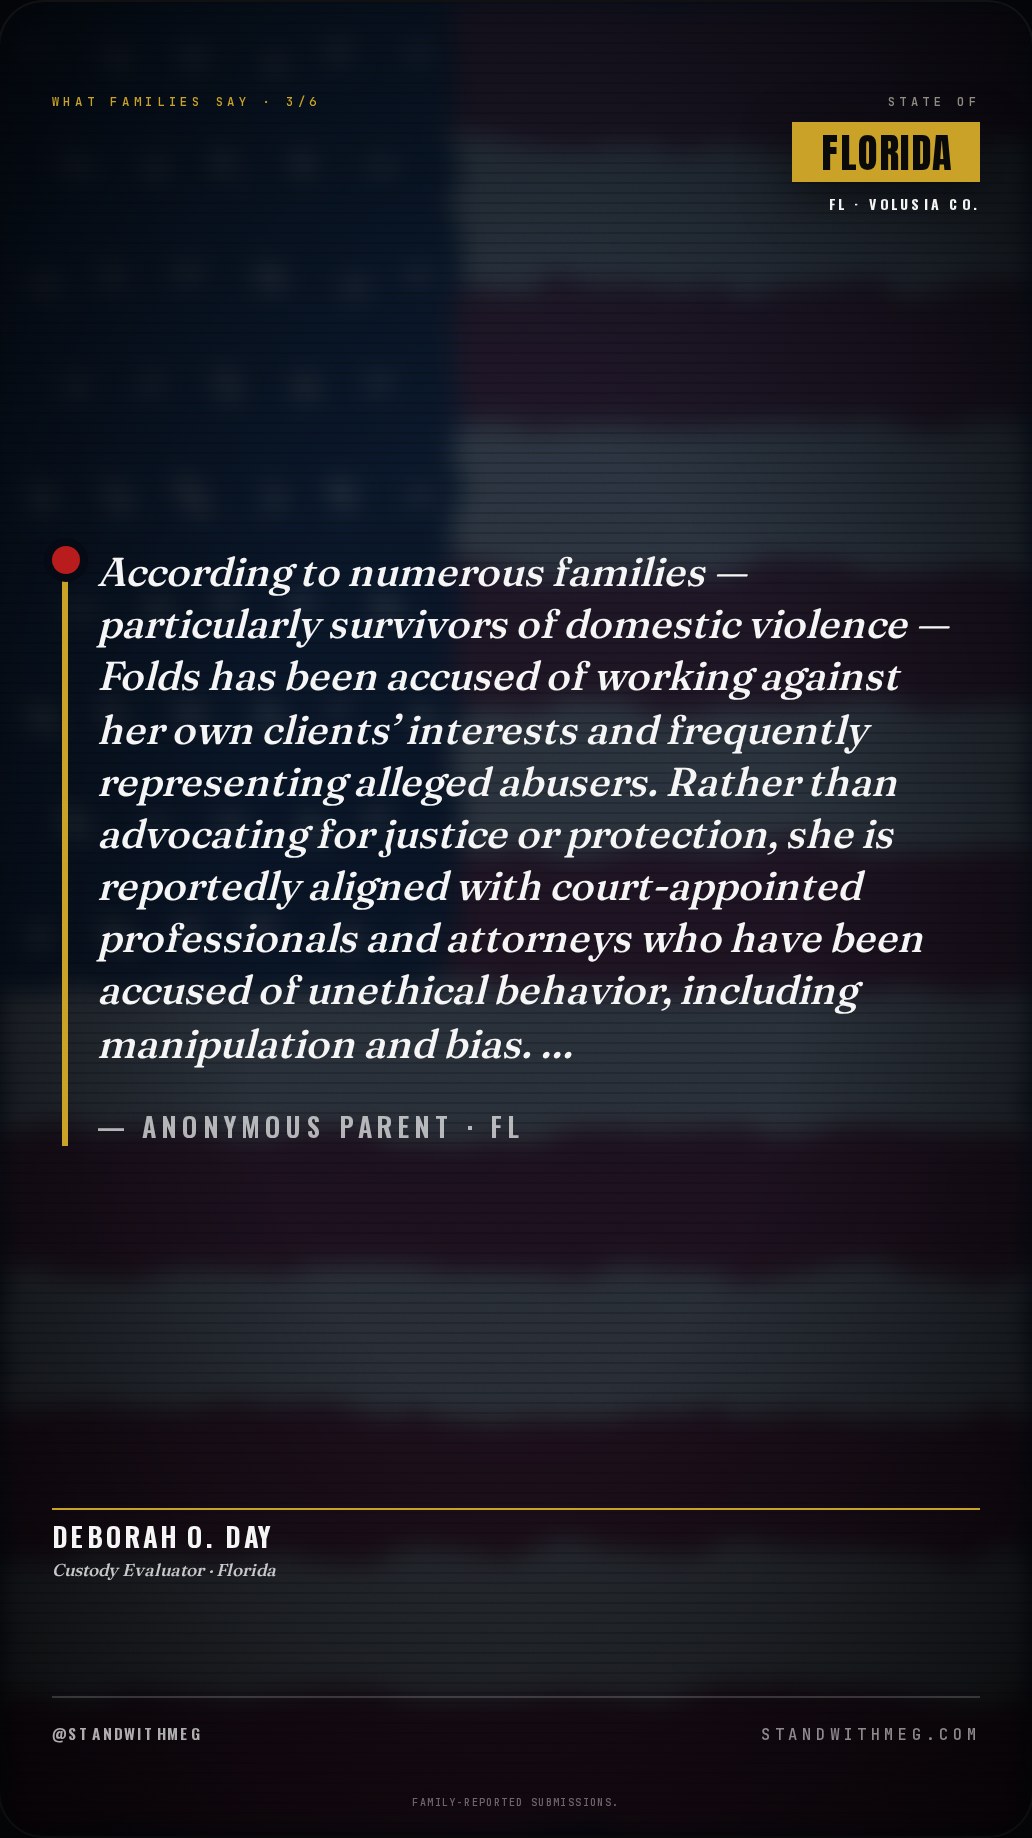 WHAT FAMILIES SAY · 3/6
STATE OF
FLORIDA
FL · VOLUSIA CO.
According to numerous families —
particularly survivors of domestic violence —
Folds has been accused of working against
her own clients’ interests and frequently
representing alleged abusers. Rather than
advocating for justice or protection, she is
reportedly aligned with court-appointed
professionals and attorneys who have been
accused of unethical behavior, including
manipulation and bias. ...
— ANONYMOUS PARENT · FL
DEBORAH O. DAY
Custody Evaluator · Florida
@STANDWITHMEG
STANDWITHMEG.COM
FAMILY-REPORTED SUBMISSIONS.